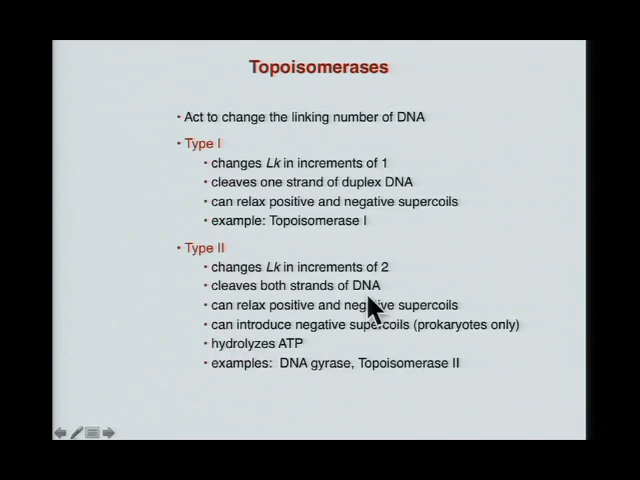 Topoisomerases
• Act to change the linking number of DNA
• Type I
• changes Lk in increments of 1
• cleaves one strand of duplex DNA
• can relax positive and negative supercoils
• example: Topoisomerase I
• Type II
• changes Lk in increments of 2
• cleaves both strands of DNA
• can relax positive and negative supercoils
• can introduce negative supercoils (prokaryotes only)
• hydrolyzes ATP
• examples: DNA gyrase, Topoisomerase II